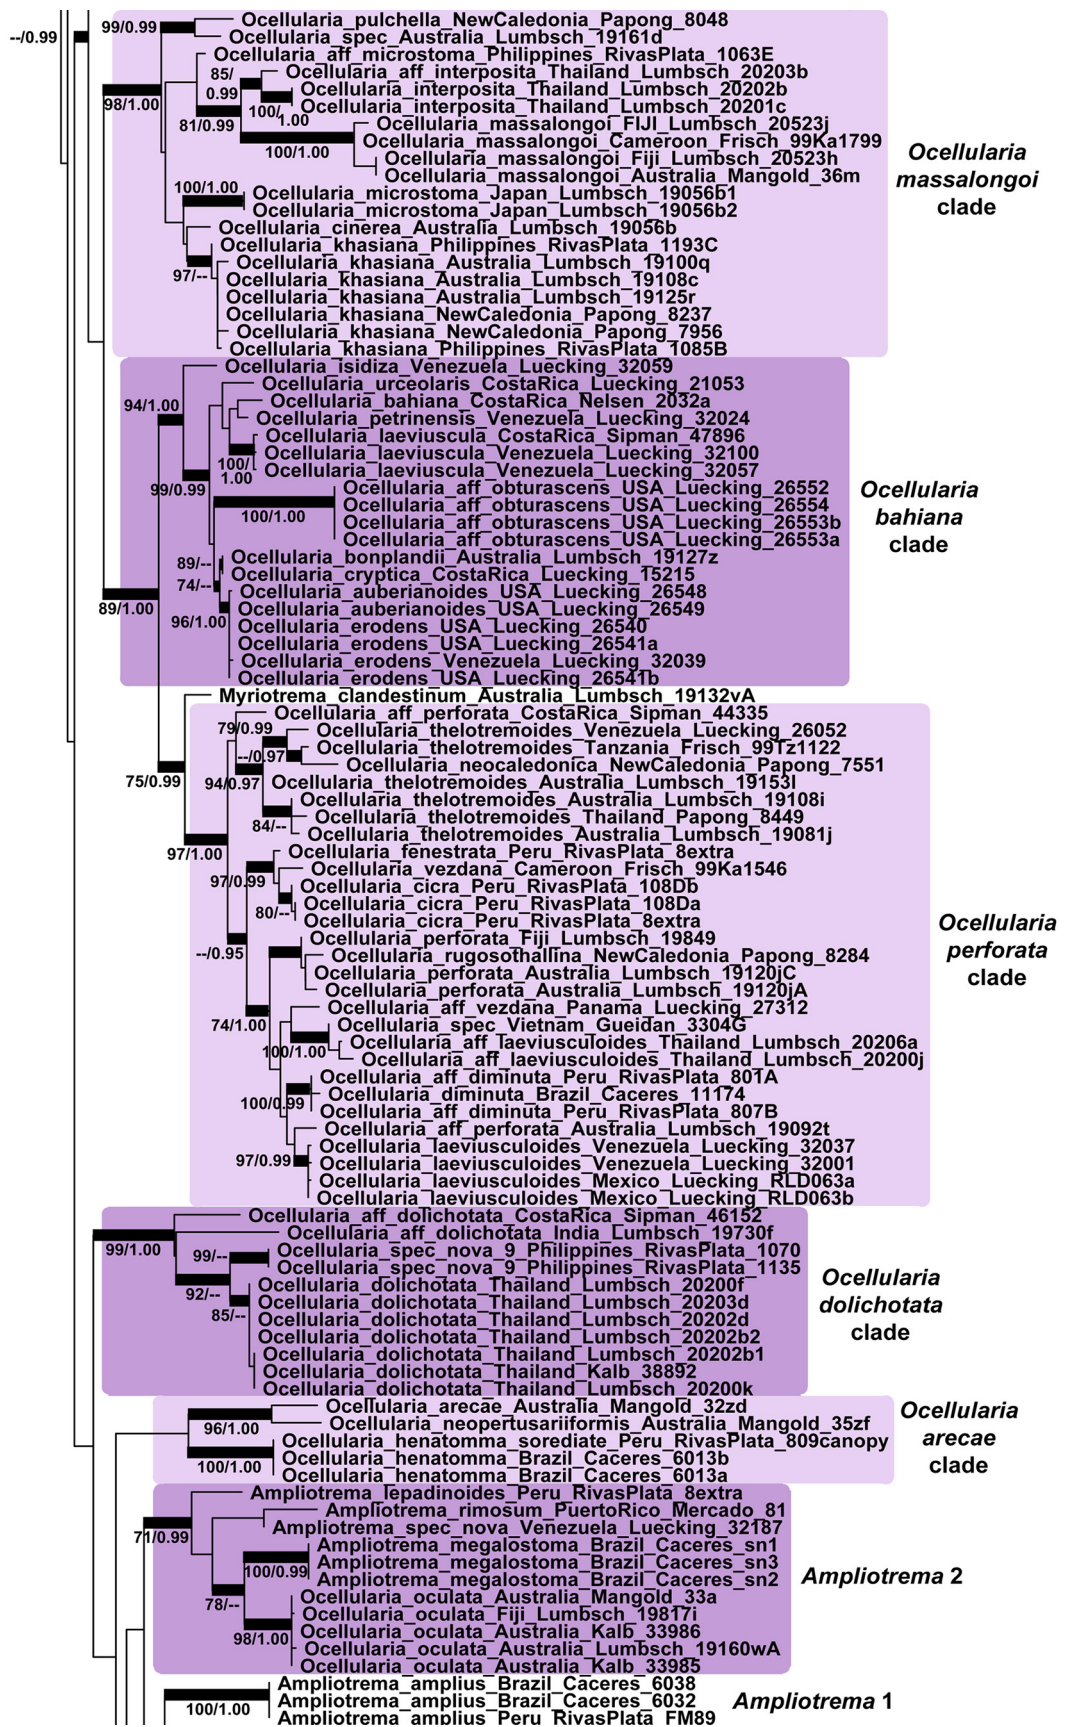 --/0.99
99/0.99
Ocellularia_pulchella_NewCaledonia_Papong_8048
Ocellularia_spec_Australia_Lumbsch_19161d
Ocellularia_aff_microstoma_Philippines_RivasPlata_1063E
85/
0.99
Ocellularia_aff_interposita_Thailand_Lumbsch_20203b
Ocellularia_interposita_Thailand_Lumbsch_20202b
Ocellularia_interposita_Thailand_Lumbsch_20201c
98/1.00
100/
1.00
81/0.99
Ocellularia_massalongoi_FIJI_Lumbsch_20523j
Ocellularia_massalongoi_Cameroon_Frisch_99Ka1799
100/1.00
Ocellularia_massalongoi_Fiji_Lumbsch_20523h
Ocellularia_massalongoi_Australia_Mangold_36m
Ocellularia
massalongoi
clade
100/1.00
Ocellularia_microstoma_Japan_Lumbsch_19056b1
Ocellularia_microstoma_Japan_Lumbsch_19056b2
Ocellularia_cinerea_Australia_Lumbsch_19056b
Ocellularia_khasiana_Philippines_RivasPlata_1193C
Ocellularia_khasiana_Australia_Lumbsch_19100q
97/--
Ocellularia_khasiana_Australia_Lumbsch_19108c
Ocellularia_khasiana_Australia_Lumbsch_19125r
Ocellularia_khasiana_NewCaledonia_Papong_8237
Ocellularia_khasiana_NewCaledonia_Papong_7956
Ocellularia_khasiana_Philippines_RivasPlata_1085B
Ocellularia_isidiza_Venezuela_Luecking_32059
Ocellularia_urceolaris_CostaRica_Luecking_21053
94/1.00
Ocellularia_bahiana_CostaRica_Nelsen_2032a
Ocellularia_petrinensis_Venezuela_Luecking_32024
Ocellularia_laeviuscula_CostaRica_Sipman_47896
Ocellularia_laeviuscula_Venezuela_Luecking_32100
100/
1.00
Ocellularia_laeviuscula_Venezuela_Luecking_32057
99/0.99
Ocellularia_aff_obturascens_USA_Luecking_26552
Ocellularia_aff_obturascens_USA_Luecking_26554
100/1.00
Ocellularia_aff_obturascens_USA_Luecking_26553b
Ocellularia_aff_obturascens_USA_Luecking_26553a
Ocellularia
bahiana
clade
89/--
Ocellularia_bonplandii_Australia_Lumbsch_19127z
74/--
Ocellularia_cryptica_CostaRica_Luecking_15215
Ocellularia_auberianoides_USA_Luecking_26548
89/1.00
Ocellularia_auberianoides_USA_Luecking_26549
96/1.00
Ocellularia_erodens_USA_Luecking_26540
Ocellularia_erodens_USA_Luecking_26541a
Ocellularia_erodens_Venezuela_Luecking_32039
Ocellularia_erodens_USA_Luecking_26541b
Myriotrema_clandestinum_Australia_Lumbsch_19132vA
Ocellularia_aff_perforata_CostaRica_Sipman_44335
79/0.99
Ocellularia_thelotremoides_Venezuela_Luecking_26052
Ocellularia_thelotremoides_Tanzania_Frisch_99Tz1122
--/0.97
Ocellularia_neocaledonica_NewCaledonia_Papong_7551
75/0.99
94/0.97
Ocellularia_thelotremoides_Australia_Lumbsch_19153l
Ocellularia_thelotremoides_Australia_Lumbsch_19108i
Ocellularia_thelotremoides_Thailand_Papong_8449
84/--
Ocellularia_thelotremoides_Australia_Lumbsch_19081j
97/1.00
Ocellularia_fenestrata_Peru_RivasPlata_8extra
Ocellularia_vezdana_Cameroon_Frisch_99Ka1546
97/0.99
Ocellularia_cicra_Peru_RivasPlata_108Db
80/--
Ocellularia_cicra_Peru_RivasPlata_108Da
Ocellularia_cicra_Peru_RivasPlata_8extra
Ocellularia
perforata
clade
Ocellularia_perforata_Fiji_Lumbsch_19849
--/0.95
Ocellularia_rugosothallina_NewCaledonia_Papong_8284
Ocellularia_perforata_Australia_Lumbsch_19120jC
Ocellularia_perforata_Australia_Lumbsch_19120jA
Ocellularia_aff_vezdana_Panama_Luecking_27312
74/1.00
Ocellularia_spec_Vietnam_Gueidan_3304G
100/1.00
Ocellularia_aff_laeviusculoides_Thailand_Lumbsch_20206a
Ocellularia_aff_laeviusculoides_Thailand_Lumbsch_20200j
Ocellularia_aff_diminuta_Peru_RivasPlata_801A
100/0.99
Ocellularia_diminuta_Brazil_Caceres_11174
Ocellularia_aff_diminuta_Peru_RivasPlata_807B
Ocellularia_aff_perforata_Australia_Lumbsch_19092t
Ocellularia_laeviusculoides_Venezuela_Luecking_32037
97/0.99
Ocellularia_laeviusculoides_Venezuela_Luecking_32001
Ocellularia_laeviusculoides_Mexico_Luecking_RLD063a
Ocellularia_laeviusculoides_Mexico_Luecking_RLD063b
Ocellularia_aff_dolichotata_CostaRica_Sipman_46152
Ocellularia_aff_dolichotata_India_Lumbsch_19730f
99/1.00
99/--
Ocellularia_spec_nova_9_Philippines_RivasPlata_1070
Ocellularia_spec_nova_9_Philippines_RivasPlata_1135
92/--
Ocellularia_dolichotata_Thailand_Lumbsch_20200f
Ocellularia_dolichotata_Thailand_Lumbsch_20203d
85/--
Ocellularia_dolichotata_Thailand_Lumbsch_20202d
Ocellularia_dolichotata_Thailand_Lumbsch_20202b2
Ocellularia_dolichotata_Thailand_Lumbsch_20202b1
Ocellularia_dolichotata_Thailand_Kalb_38892
Ocellularia_dolichotata_Thailand_Lumbsch_20200k
Ocellularia
dolichotata
clade
Ocellularia_arecae_Australia_Mangold_32zd
Ocellularia_neopertusariiformis_Australia_Mangold_35zf
96/1.00
Ocellularia_henatomma_sorediate_Peru_RivasPlata_809canopy
Ocellularia_henatomma_Brazil_Caceres_6013b
100/1.00
Ocellularia_henatomma_Brazil_Caceres_6013a
Ocellularia
arecae
clade
Ampliotrema_lepadinoides_Peru_RivasPlata_8extra
Ampliotrema_rimosum_PuertoRico_Mercado_81
Ampliotrema_spec_nova_Venezuela_Luecking_32187
71/0.99
Ampliotrema_megalostoma_Brazil_Caceres_sn1
Ampliotrema_megalostoma_Brazil_Caceres_sn3
100/0.99
Ampliotrema_megalostoma_Brazil_Caceres_sn2
Ampliotrema 2
78/--
Ocellularia_oculata_Australia_Mangold_33a
Ocellularia_oculata_Fiji_Lumbsch_19817i
Ocellularia_oculata_Australia_Kalb_33986
98/1.00
Ocellularia_oculata_Australia_Lumbsch_19160wA
Ocellularia_oculata_Australia_Kalb_33985
Ampliotrema_amplius_Brazil_Caceres_6038
Ampliotrema_amplius_Brazil_Caceres_6032
100/1.00
Ampliotrema_amplius_Peru_RivasPlata_FM89
Ampliotrema 1